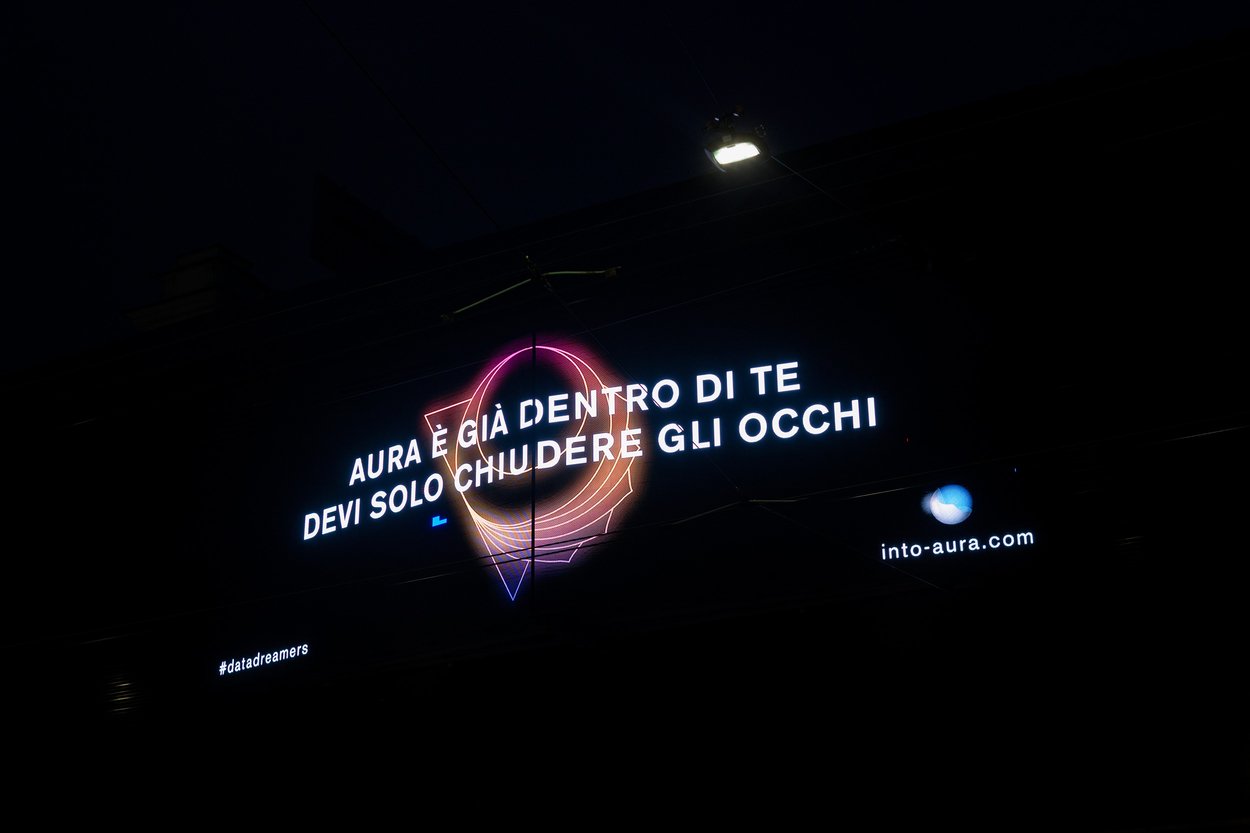 AURA È GIÀ DENTRO DI TE
DEVI SOLO CHIUDERE GLI OCCHI
into-aura.com
#datadreamers